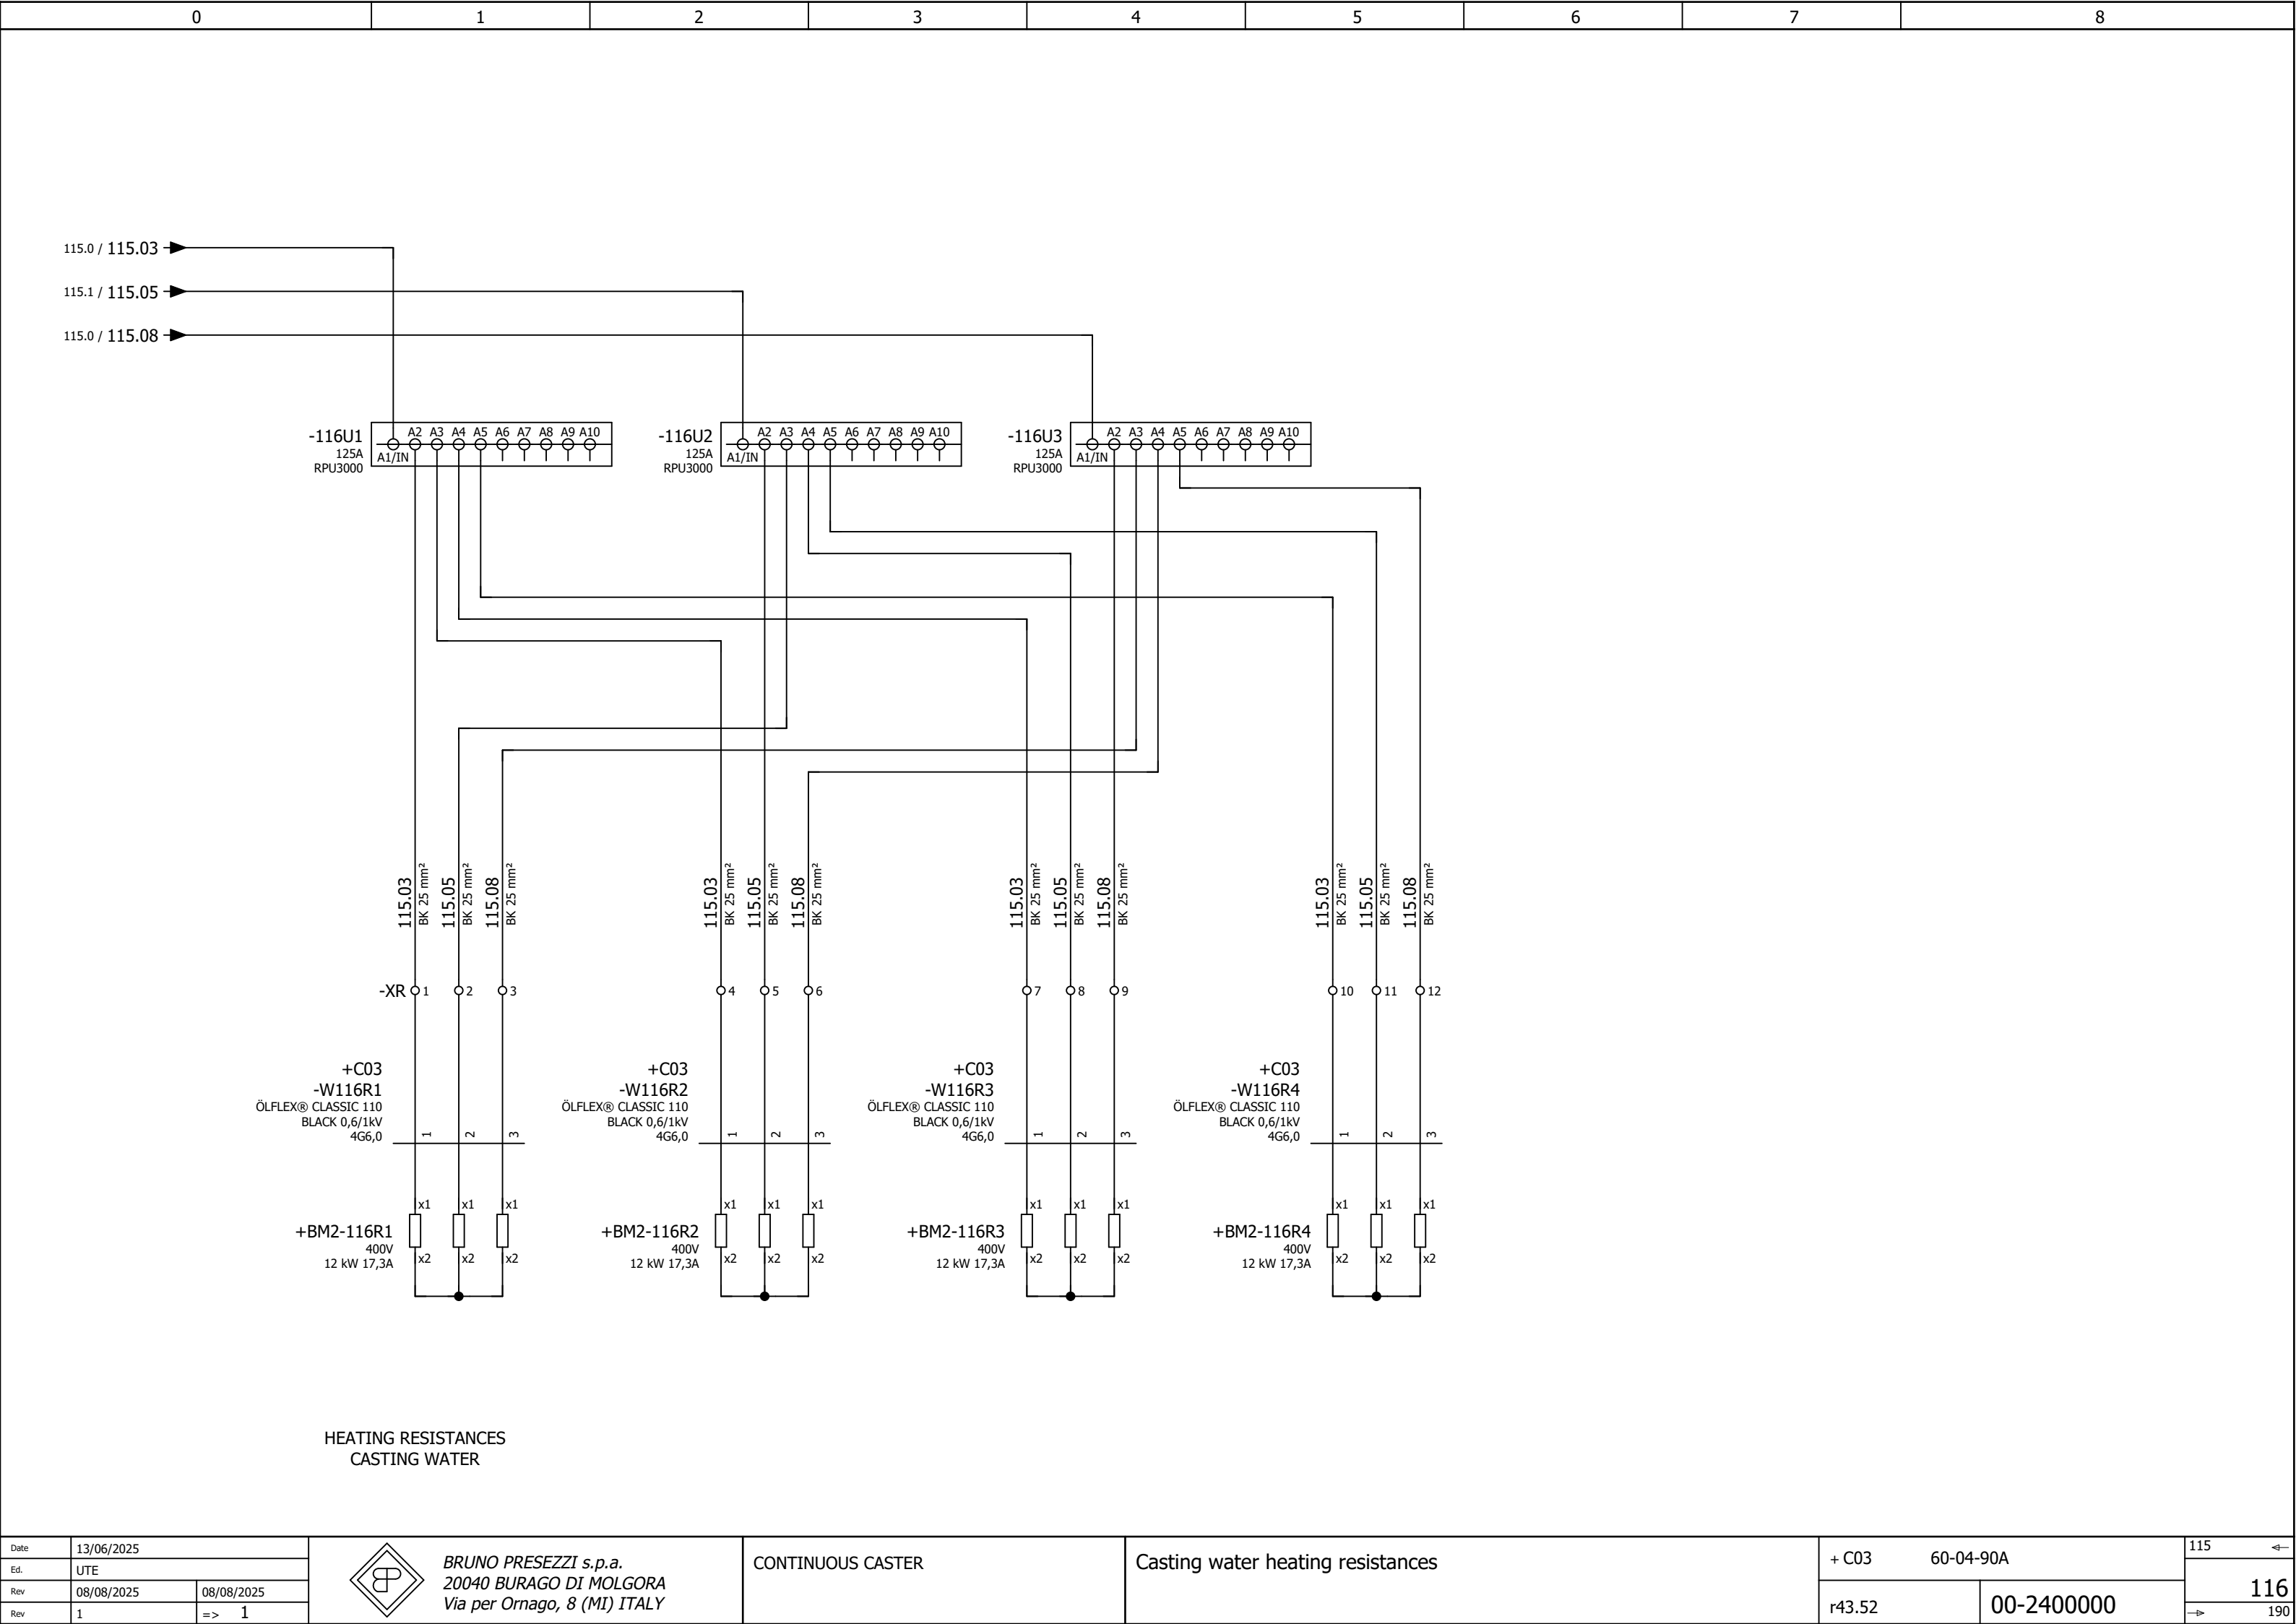 0 1 2 3 4 5 6 7 8
115.0 / 115.03
115.1 / 115.05
115.0 / 115.08
-116U1
125A
RPU3000
A1/IN A2 A3 A4 A5 A6 A7 A8 A9 A10
-116U2
125A
RPU3000
A1/IN A2 A3 A4 A5 A6 A7 A8 A9 A10
-116U3
125A
RPU3000
A1/IN A2 A3 A4 A5 A6 A7 A8 A9 A10
115.03
BK 25 mm²
115.05
BK 25 mm²
115.08
BK 25 mm²
115.03
BK 25 mm²
115.05
BK 25 mm²
115.08
BK 25 mm²
115.03
BK 25 mm²
115.05
BK 25 mm²
115.08
BK 25 mm²
115.03
BK 25 mm²
115.05
BK 25 mm²
115.08
BK 25 mm²
-XR 1 2 3 4 5 6 7 8 9 10 11 12
+C03
-W116R1
ÖLFLEX® CLASSIC 110
BLACK 0,6/1kV
4G6,0
1 2 3
+C03
-W116R2
ÖLFLEX® CLASSIC 110
BLACK 0,6/1kV
4G6,0
1 2 3
+C03
-W116R3
ÖLFLEX® CLASSIC 110
BLACK 0,6/1kV
4G6,0
1 2 3
+C03
-W116R4
ÖLFLEX® CLASSIC 110
BLACK 0,6/1kV
4G6,0
1 2 3
x1 x1 x1
+BM2-116R1
400V
12 kW 17,3A
x2 x2 x2
x1 x1 x1
+BM2-116R2
400V
12 kW 17,3A
x2 x2 x2
x1 x1 x1
+BM2-116R3
400V
12 kW 17,3A
x2 x2 x2
x1 x1 x1
+BM2-116R4
400V
12 kW 17,3A
x2 x2 x2
HEATING RESISTANCES
CASTING WATER
Date 13/06/2025
Ed. UTE
Rev 08/08/2025 08/08/2025
Rev 1 => 1
BP
BRUNO PRESEZZI s.p.a.
20040 BURAGO DI MOLGORA
Via per Ornago, 8 (MI) ITALY
CONTINUOUS CASTER
Casting water heating resistances
+ C03 60-04-90A
r43.52 00-2400000
115
116
190